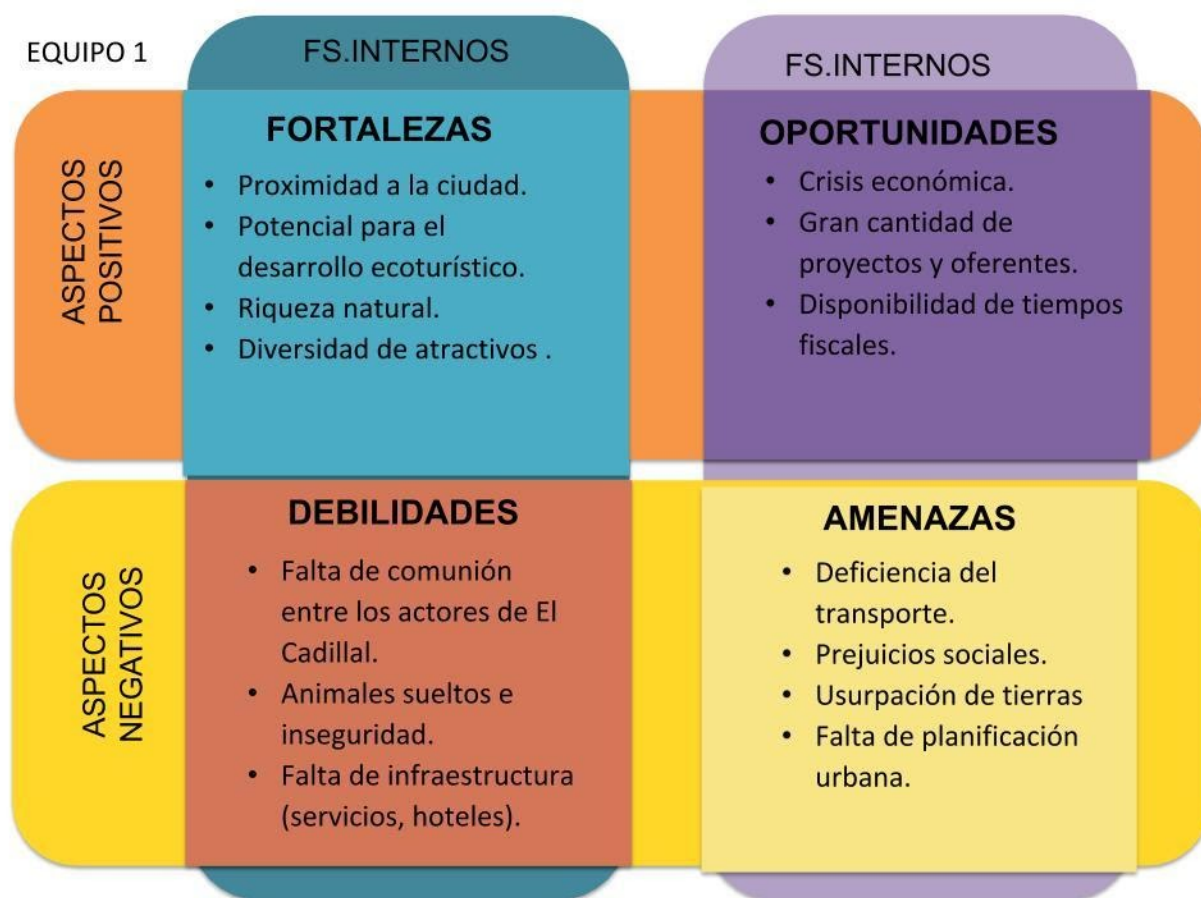 EQUIPO 1
FS.INTERNOS
FS.INTERNOS
ASPECTOS
POSITIVOS
FORTALEZAS
• Proximidad a la ciudad.
• Potencial para el
desarrollo ecoturístico.
• Riqueza natural.
• Diversidad de atractivos .
OPORTUNIDADES
• Crisis económica.
• Gran cantidad de
proyectos y oferentes.
• Disponibilidad de tiempos
fiscales.
ASPECTOS
NEGATIVOS
DEBILIDADES
• Falta de comunión
entre los actores de El
Cadillal.
• Animales sueltos e
inseguridad.
• Falta de infraestructura
(servicios, hoteles).
AMENAZAS
• Deficiencia del
transporte.
• Prejuicios sociales.
• Usurpación de tierras
• Falta de planificación
urbana.